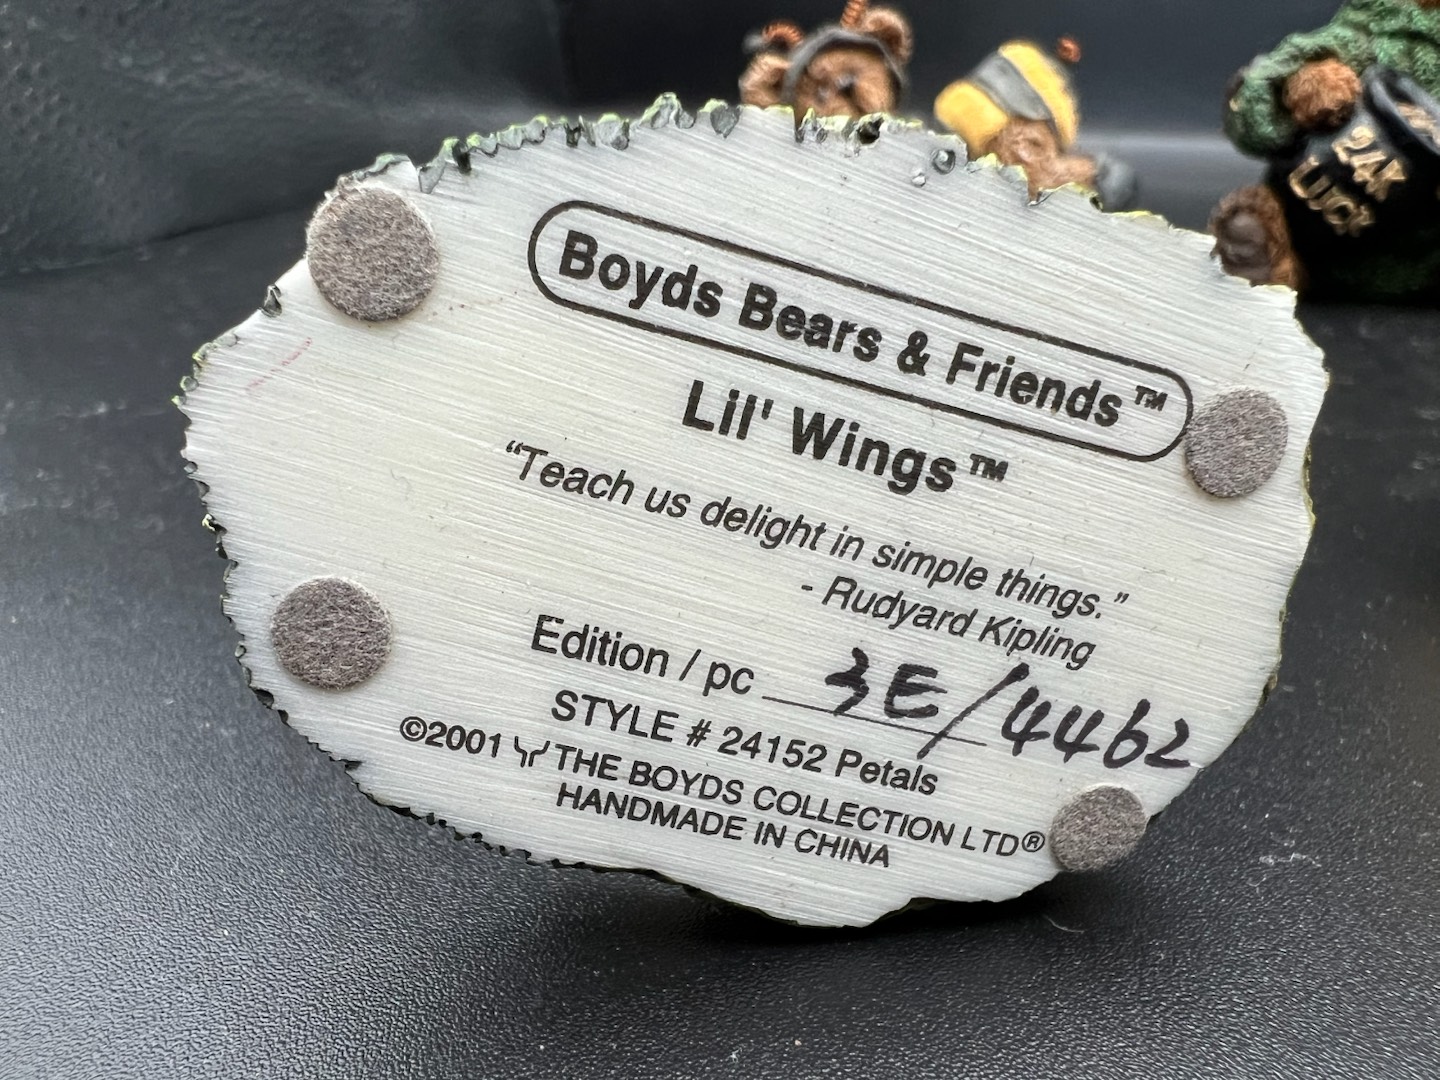 Boyds Bears & Friends™
Lil' Wings™
“Teach us delight in simple things.”
- Rudyard Kipling
Edition / pc 3E/4462
STYLE # 24152 Petals
©2001 THE BOYDS COLLECTION LTD®
HANDMADE IN CHINA
24K
Luck